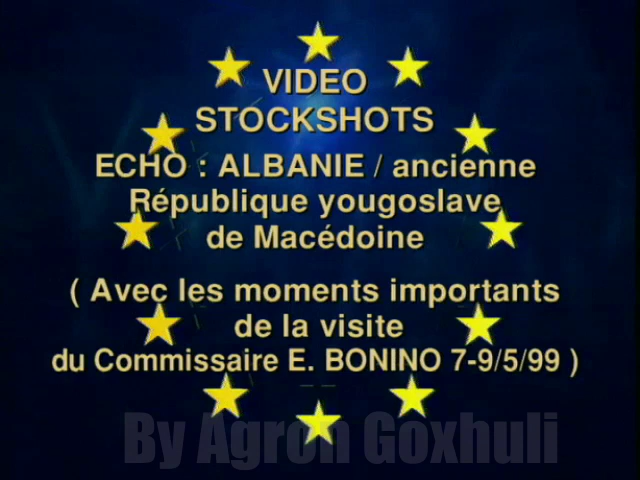 VIDEO
STOCKSHOTS
ECHO : ALBANIE / ancienne
République yougoslave
de Macédoine
( Avec les moments importants
de la visite
du Commissaire E. BONINO 7-9/5/99 )
By Agron Goxhuli